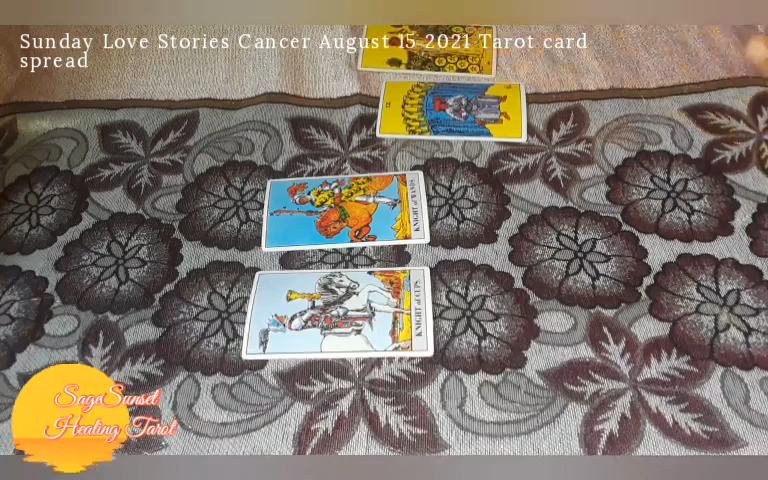 Sunday Love Stories Cancer August 15 2021 Tarot card
spread
KNIGHT of WANDS
KNIGHT of CUPS
SageSunset
Healing Tarot